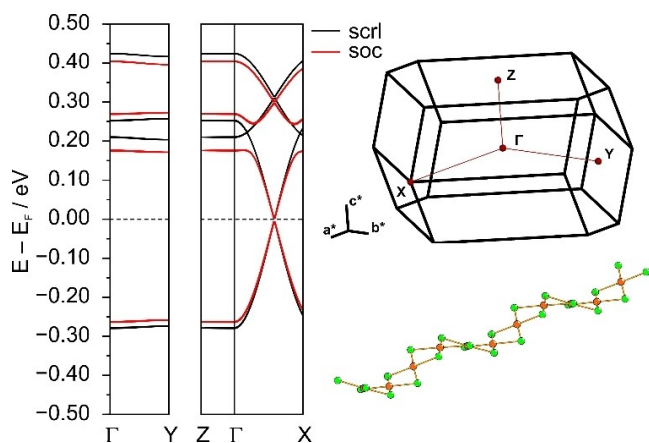 E − E_F / eV
0.50
0.40
0.30
0.20
0.10
0.00
−0.10
−0.20
−0.30
−0.40
−0.50
Γ Y Z Γ X
scrl
soc
Z
Γ
Y
X
c*
a* b*